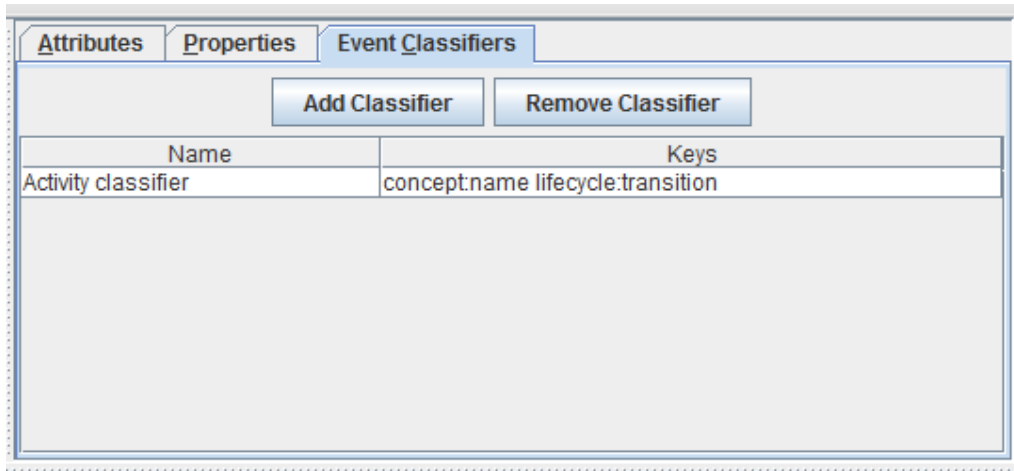 Attributes Properties Event Classifiers
Add Classifier Remove Classifier
Name Keys
Activity classifier concept:name lifecycle:transition